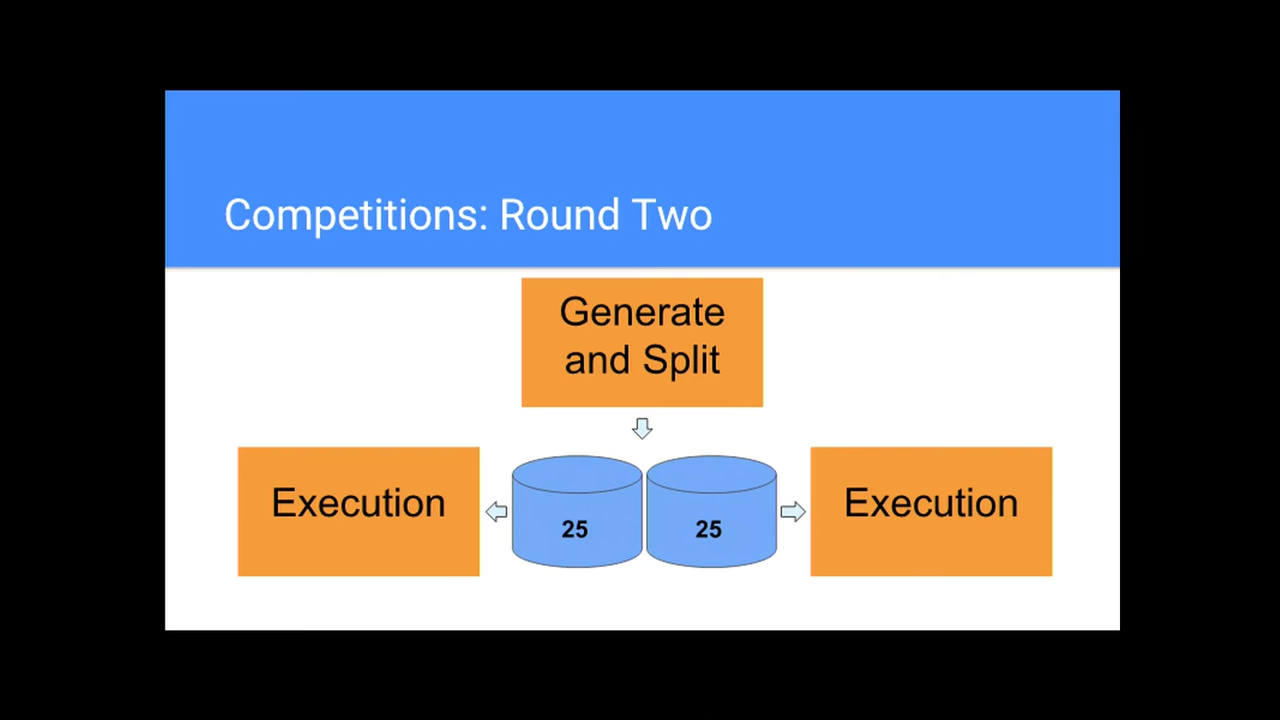 Competitions: Round Two
Generate
and Split
Execution
25
25
Execution